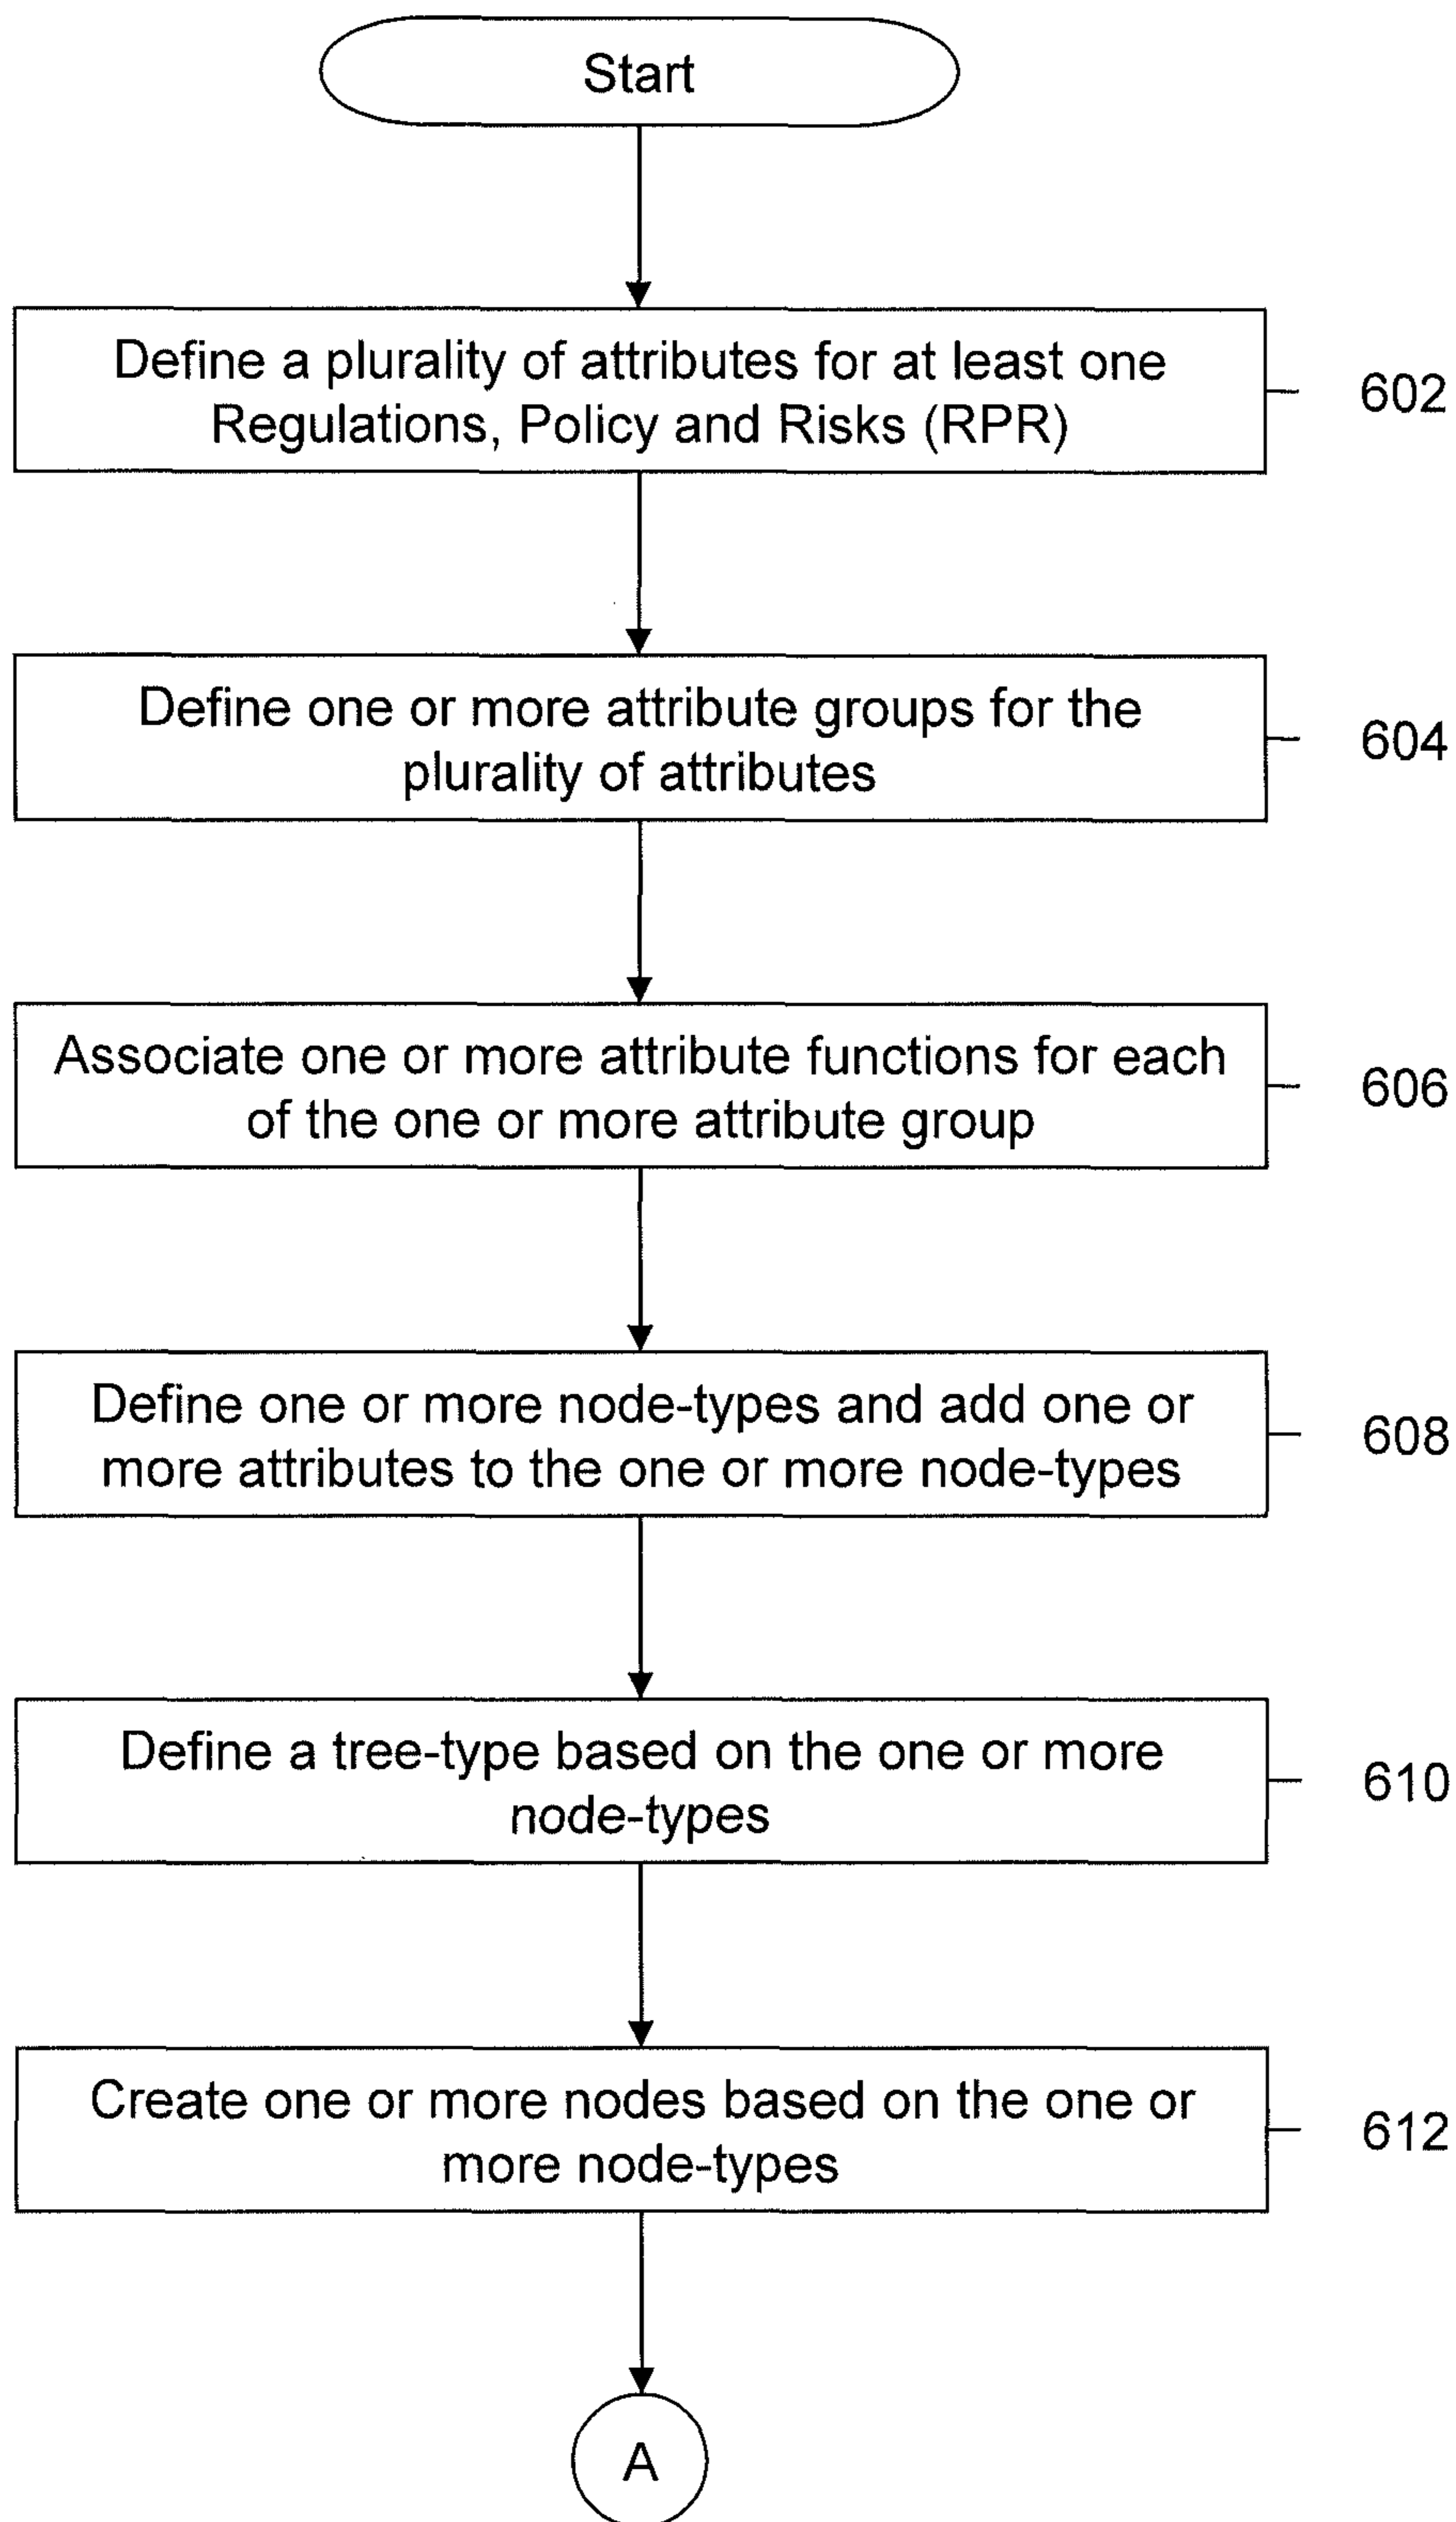 Start
Define a plurality of attributes for at least one
Regulations, Policy and Risks (RPR)
602
Define one or more attribute groups for the
plurality of attributes
604
Associate one or more attribute functions for each
of the one or more attribute group
606
Define one or more node-types and add one or
more attributes to the one or more node-types
608
Define a tree-type based on the one or more
node-types
610
Create one or more nodes based on the one or
more node-types
612
A